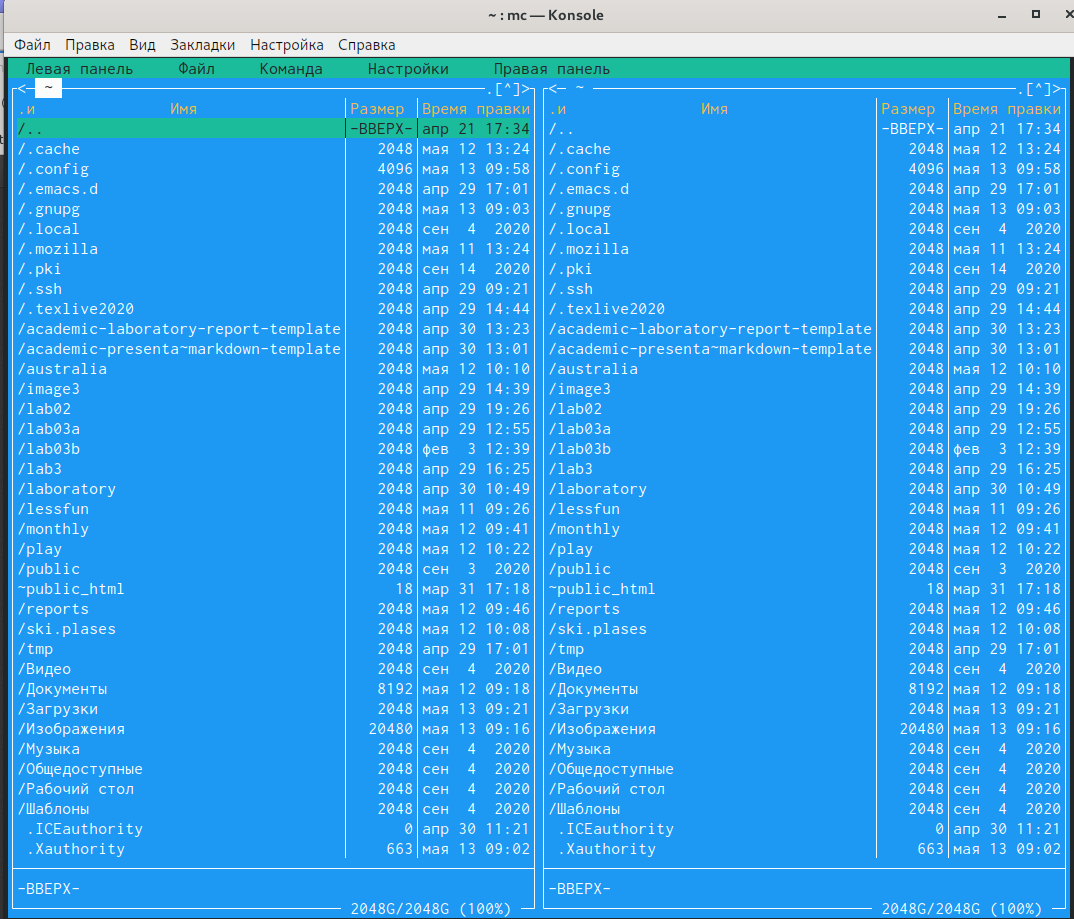 ~ : mc — Konsole
Файл Правка Вид Закладки Настройка Справка
Левая панель Файл Команда Настройки Правая панель
<─ ~ .[^]> <─ ~ .[^]>
.и Имя Размер Время правки .и Имя Размер Время правки
/.. -ВВЕРХ- апр 21 17:34 /.. -ВВЕРХ- апр 21 17:34
/.cache 2048 мая 12 13:24 /.cache 2048 мая 12 13:24
/.config 4096 мая 13 09:58 /.config 4096 мая 13 09:58
/.emacs.d 2048 апр 29 17:01 /.emacs.d 2048 апр 29 17:01
/.gnupg 2048 мая 13 09:03 /.gnupg 2048 мая 13 09:03
/.local 2048 сен 4 2020 /.local 2048 сен 4 2020
/.mozilla 2048 мая 11 13:24 /.mozilla 2048 мая 11 13:24
/.pki 2048 сен 14 2020 /.pki 2048 сен 14 2020
/.ssh 2048 апр 29 09:21 /.ssh 2048 апр 29 09:21
/.texlive2020 2048 апр 29 14:44 /.texlive2020 2048 апр 29 14:44
/academic-laboratory-report-template 2048 апр 30 13:23 /academic-laboratory-report-template 2048 апр 30 13:23
/academic-presenta~markdown-template 2048 апр 30 13:01 /academic-presenta~markdown-template 2048 апр 30 13:01
/australia 2048 мая 12 10:10 /australia 2048 мая 12 10:10
/image3 2048 апр 29 14:39 /image3 2048 апр 29 14:39
/lab02 2048 апр 29 19:26 /lab02 2048 апр 29 19:26
/lab03a 2048 апр 29 12:55 /lab03a 2048 апр 29 12:55
/lab03b 2048 фев 3 12:39 /lab03b 2048 фев 3 12:39
/lab3 2048 апр 29 16:25 /lab3 2048 апр 29 16:25
/laboratory 2048 апр 30 10:49 /laboratory 2048 апр 30 10:49
/lessfun 2048 мая 11 09:26 /lessfun 2048 мая 11 09:26
/monthly 2048 мая 12 09:41 /monthly 2048 мая 12 09:41
/play 2048 мая 12 10:22 /play 2048 мая 12 10:22
/public 2048 сен 3 2020 /public 2048 сен 3 2020
~public_html 18 мар 31 17:18 ~public_html 18 мар 31 17:18
/reports 2048 мая 12 09:46 /reports 2048 мая 12 09:46
/ski.plases 2048 мая 12 10:08 /ski.plases 2048 мая 12 10:08
/tmp 2048 апр 29 17:01 /tmp 2048 апр 29 17:01
/Видео 2048 сен 4 2020 /Видео 2048 сен 4 2020
/Документы 8192 мая 12 09:18 /Документы 8192 мая 12 09:18
/Загрузки 2048 мая 13 09:21 /Загрузки 2048 мая 13 09:21
/Изображения 20480 мая 13 09:16 /Изображения 20480 мая 13 09:16
/Музыка 2048 сен 4 2020 /Музыка 2048 сен 4 2020
/Общедоступные 2048 сен 4 2020 /Общедоступные 2048 сен 4 2020
/Рабочий стол 2048 сен 4 2020 /Рабочий стол 2048 сен 4 2020
/Шаблоны 2048 сен 4 2020 /Шаблоны 2048 сен 4 2020
.ICEauthority 0 апр 30 11:21 .ICEauthority 0 апр 30 11:21
.Xauthority 663 мая 13 09:02 .Xauthority 663 мая 13 09:02
-ВВЕРХ- -ВВЕРХ-
2048G/2048G (100%) 2048G/2048G (100%)